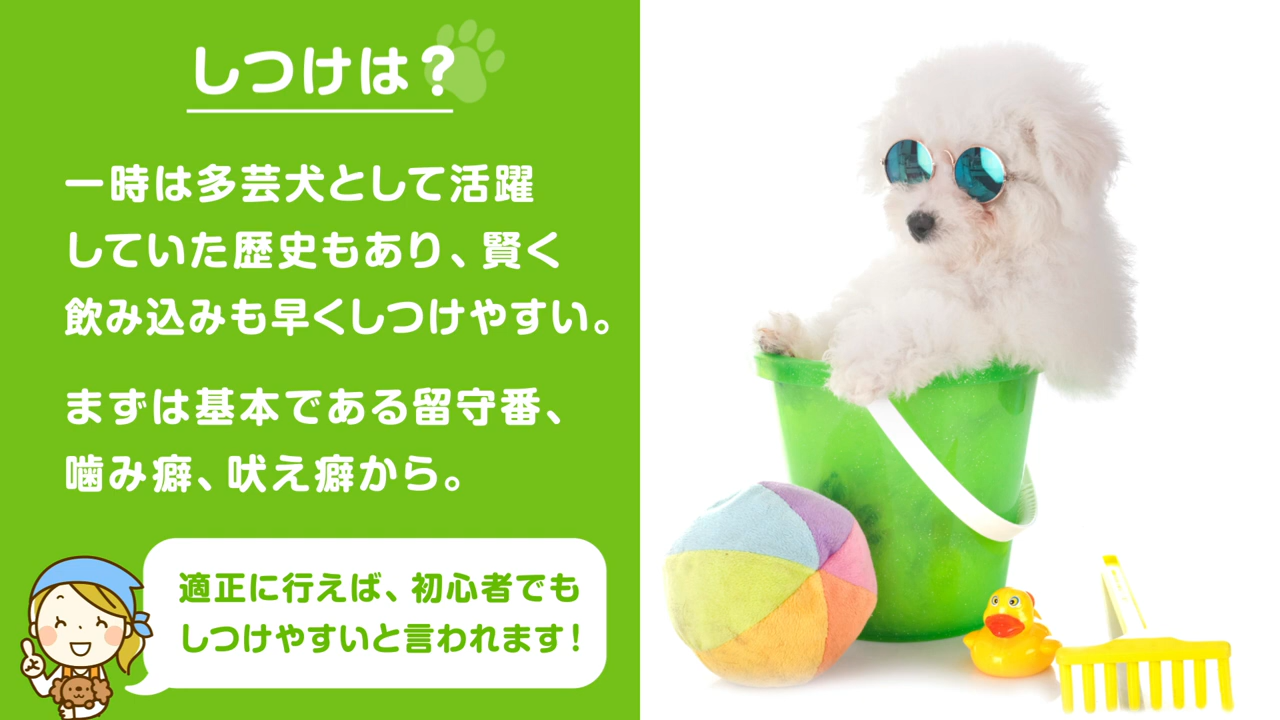 しつけは?
一時は多芸犬として活躍
していた歴史もあり、賢く
飲み込みも早くしつけやすい。
まずは基本である留守番、
噛み癖、吠え癖から。
適正に行えば、初心者でも
しつけやすいと言われます!